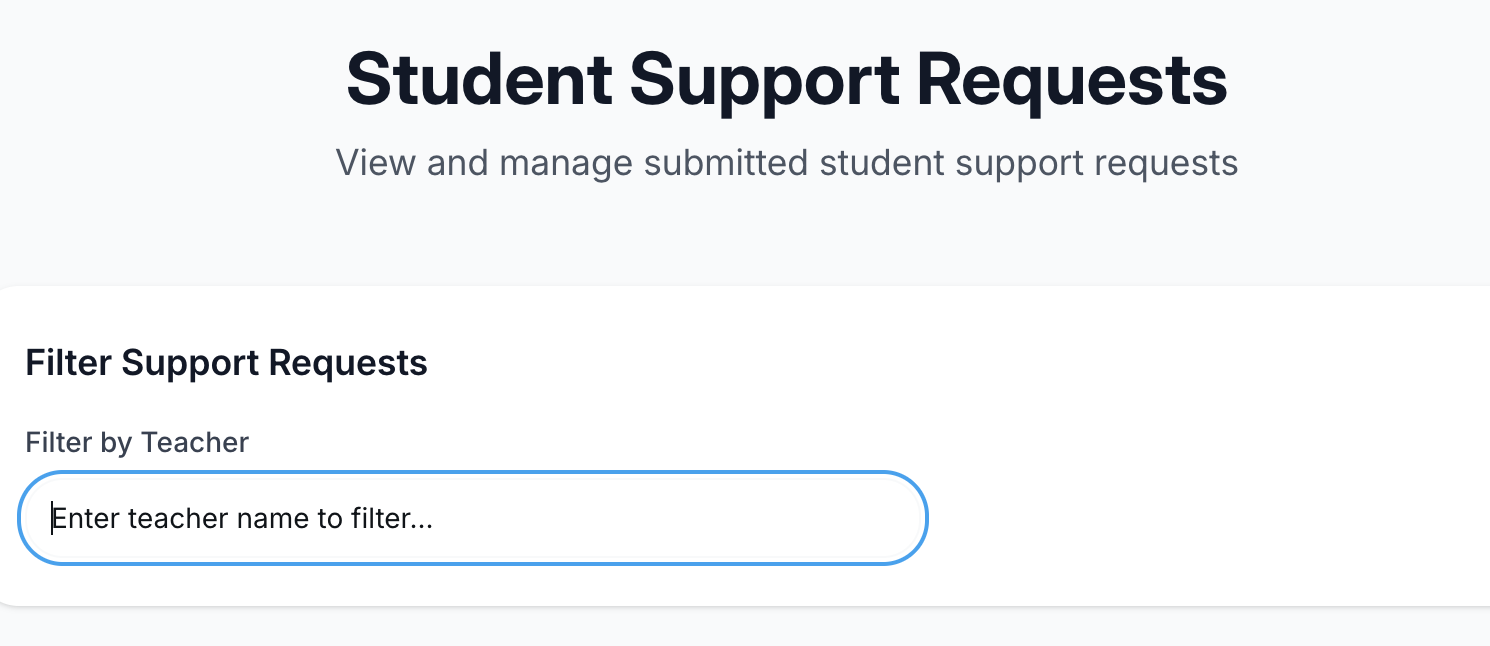 Student Support Requests
View and manage submitted student support requests
Filter Support Requests
Filter by Teacher
Enter teacher name to filter...